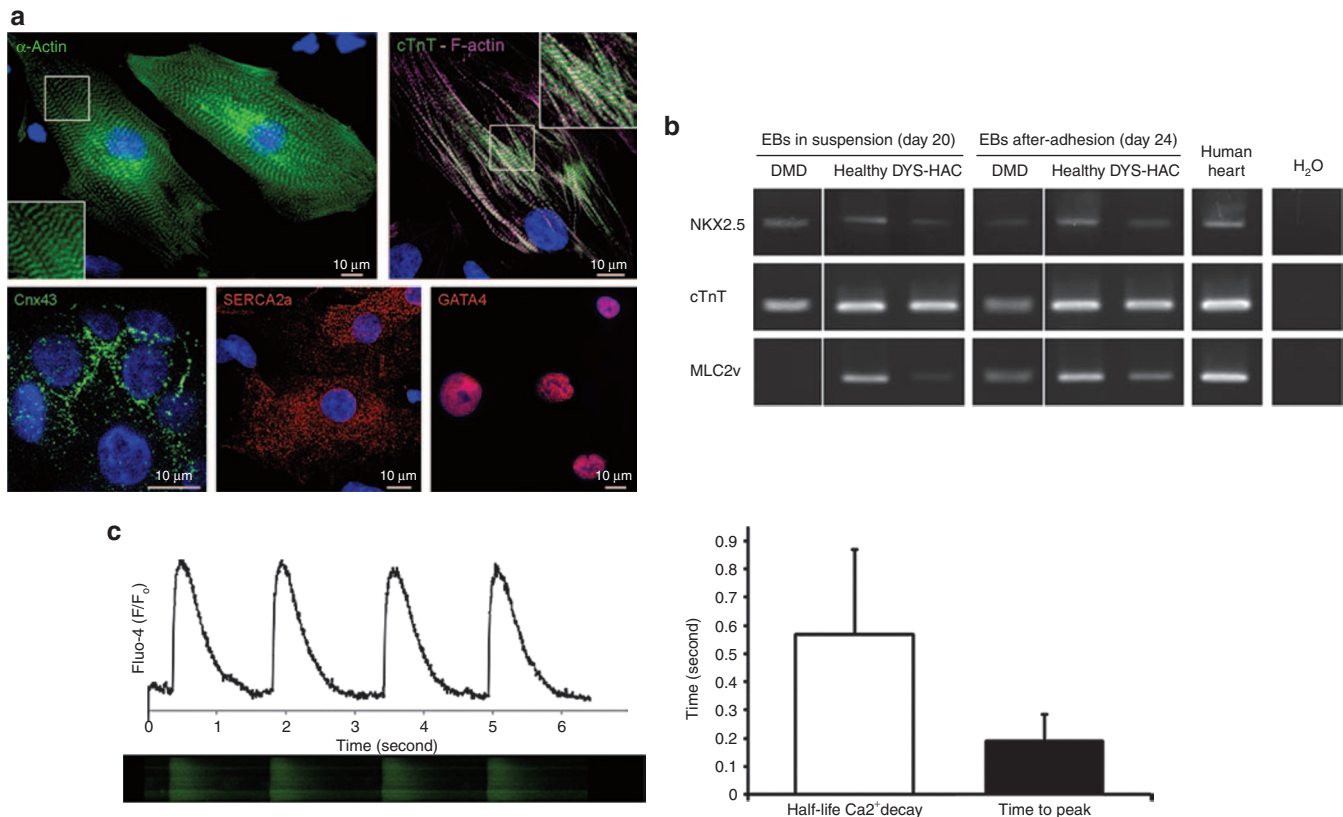 a
α-Actin
10 μm
cTnT - F-actin
10 μm
Cnx43
10 μm
SERCA2a
10 μm
GATA4
10 μm
b
EBs in suspension (day 20)
EBs after-adhesion (day 24)
Human heart
H₂O
DMD
Healthy DYS-HAC
DMD
Healthy DYS-HAC
NKX2.5
cTnT
MLC2v
c
Fluo-4 (F/Fₒ)
0 1 2 3 4 5 6
Time (second)
Time (second)
0.9
0.8
0.7
0.6
0.5
0.4
0.3
0.2
0.1
0
Half-life Ca2⁺decay
Time to peak